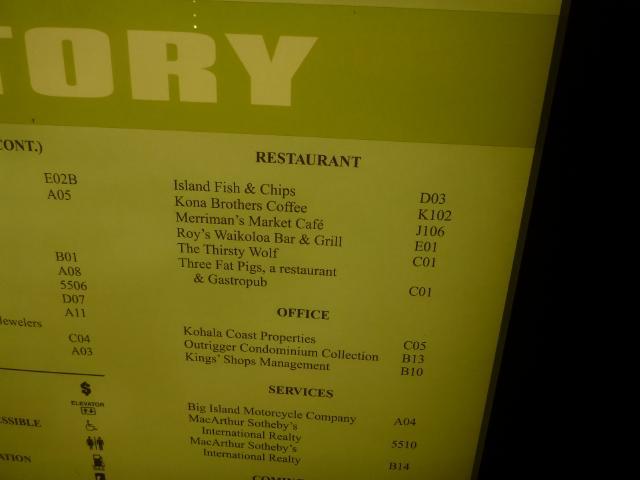 TORY
CONT.)
E02B
A05
B01
A08
5506
D07
A11
Jewelers
C04
A03
$
ELEVATOR
ESSIBLE
ATION
RESTAURANT
Island Fish & Chips D03
Kona Brothers Coffee K102
Merriman's Market Café J106
Roy's Waikoloa Bar & Grill E01
The Thirsty Wolf C01
Three Fat Pigs, a restaurant
& Gastropub C01
OFFICE
Kohala Coast Properties C05
Outrigger Condominium Collection B13
Kings' Shops Management B10
SERVICES
Big Island Motorcycle Company A04
MacArthur Sotheby's
International Realty 5510
MacArthur Sotheby's
International Realty B14